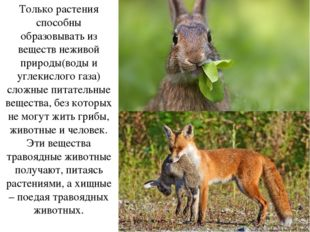 Только растения
способны
образовывать из
веществ неживой
природы(воды и
углекислого газа)
сложные питательные
вещества, без которых
не могут жить грибы,
животные и человек.
Эти вещества
травоядные животные
получают, питаясь
растениями, а хищные
– поедая травоядных
животных.